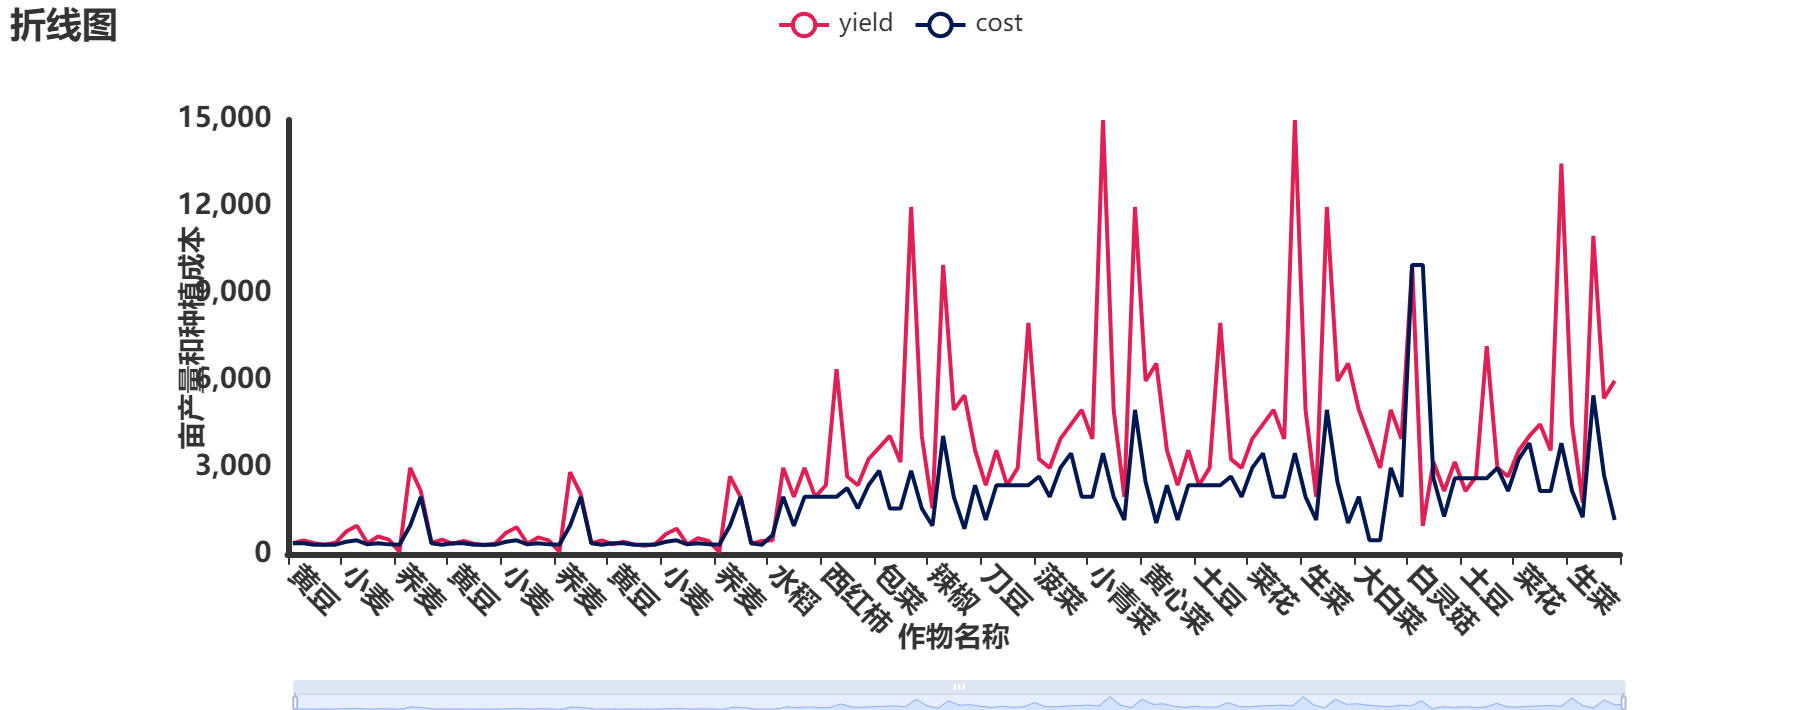 折线图
yield
cost
15,000
12,000
9,000
6,000
3,000
0
亩产量和种植成本
黄豆
小麦
荞麦
黄豆
小麦
荞麦
黄豆
小麦
荞麦
水稻
西红柿
包菜
辣椒
刀豆
菠菜
小青菜
黄心菜
土豆
菜花
生菜
大白菜
白灵菇
土豆
菜花
生菜
作物名称